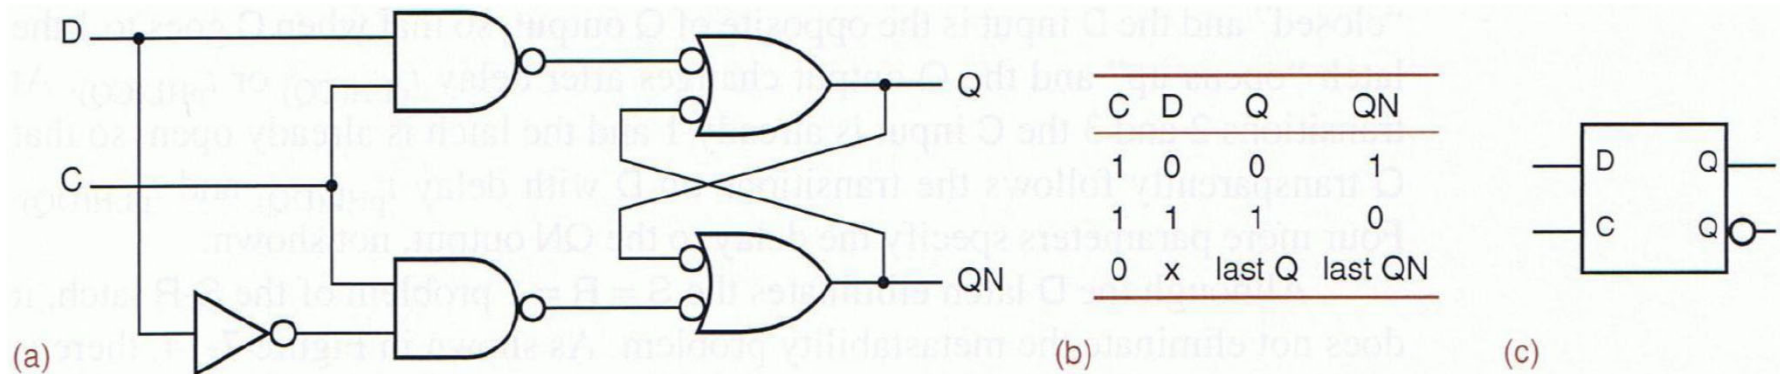 D
C
(a)
Q
QN
C D Q QN
1 0 0 1
1 1 1 0
0 x last Q last QN
(b)
D Q
C Q
(c)